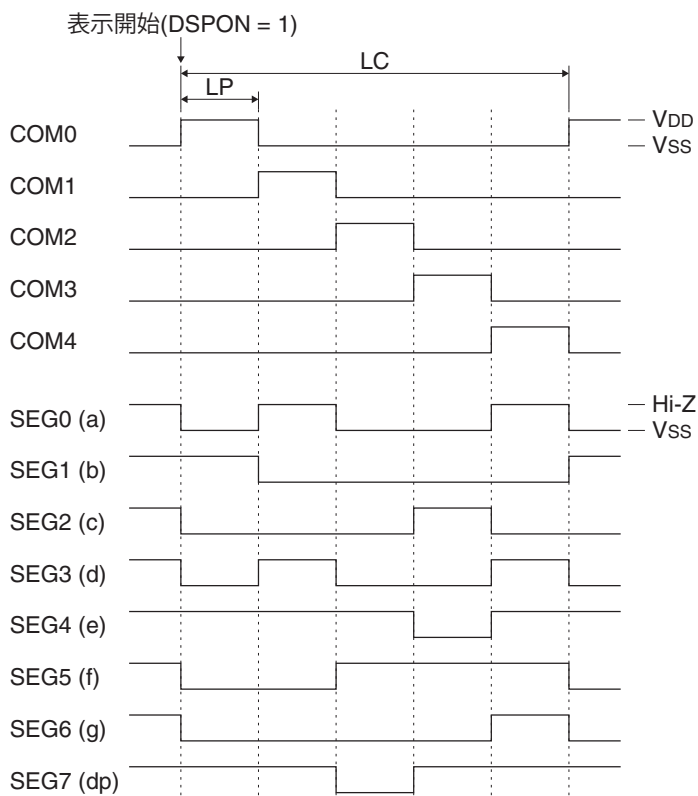 表示開始(DSPON = 1)
LC
LP
COM0
VDD
VSS
COM1
COM2
COM3
COM4
SEG0 (a)
Hi-Z
VSS
SEG1 (b)
SEG2 (c)
SEG3 (d)
SEG4 (e)
SEG5 (f)
SEG6 (g)
SEG7 (dp)